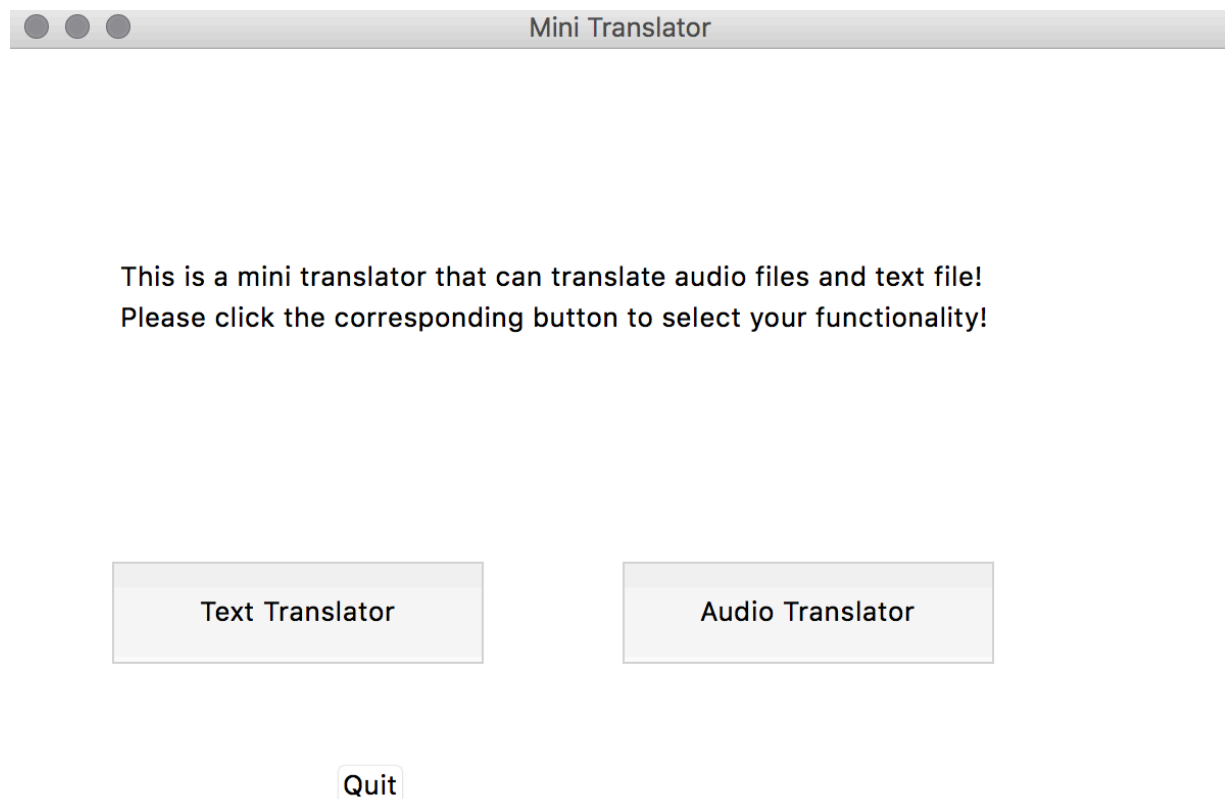 Mini Translator
This is a mini translator that can translate audio files and text file!
Please click the corresponding button to select your functionality!
Text Translator
Audio Translator
Quit